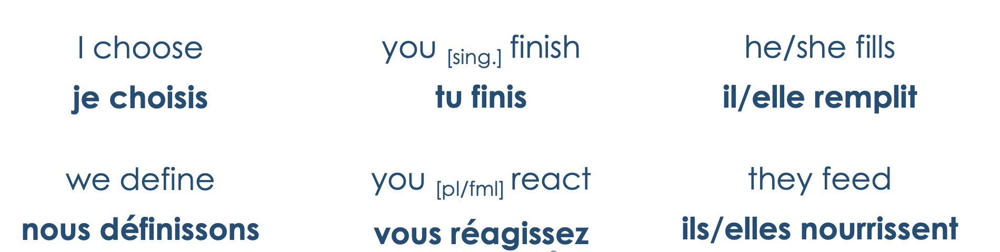 I choose
you [sing.] finish
he/she fills
je choisis
tu finis
il/elle remplit
we define
you [pl/fml] react
they feed
nous définissons
vous réagissez
ils/elles nourrissent